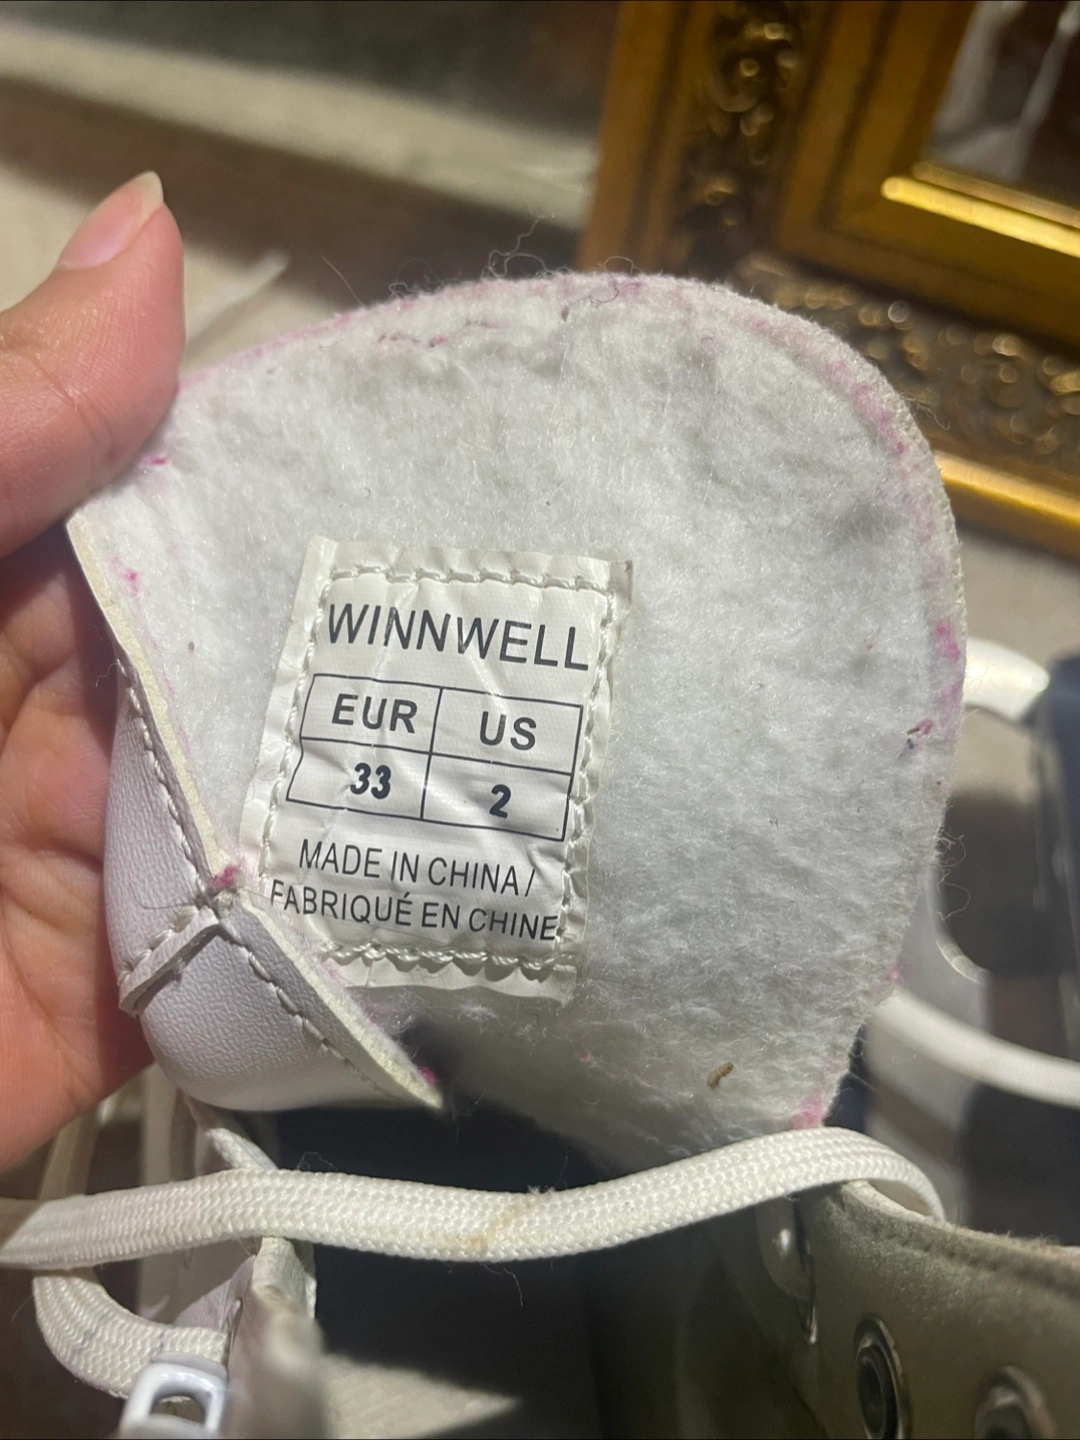 WINNWELL
EUR US
33 2
MADE IN CHINA/
FABRIQUÉ EN CHINE